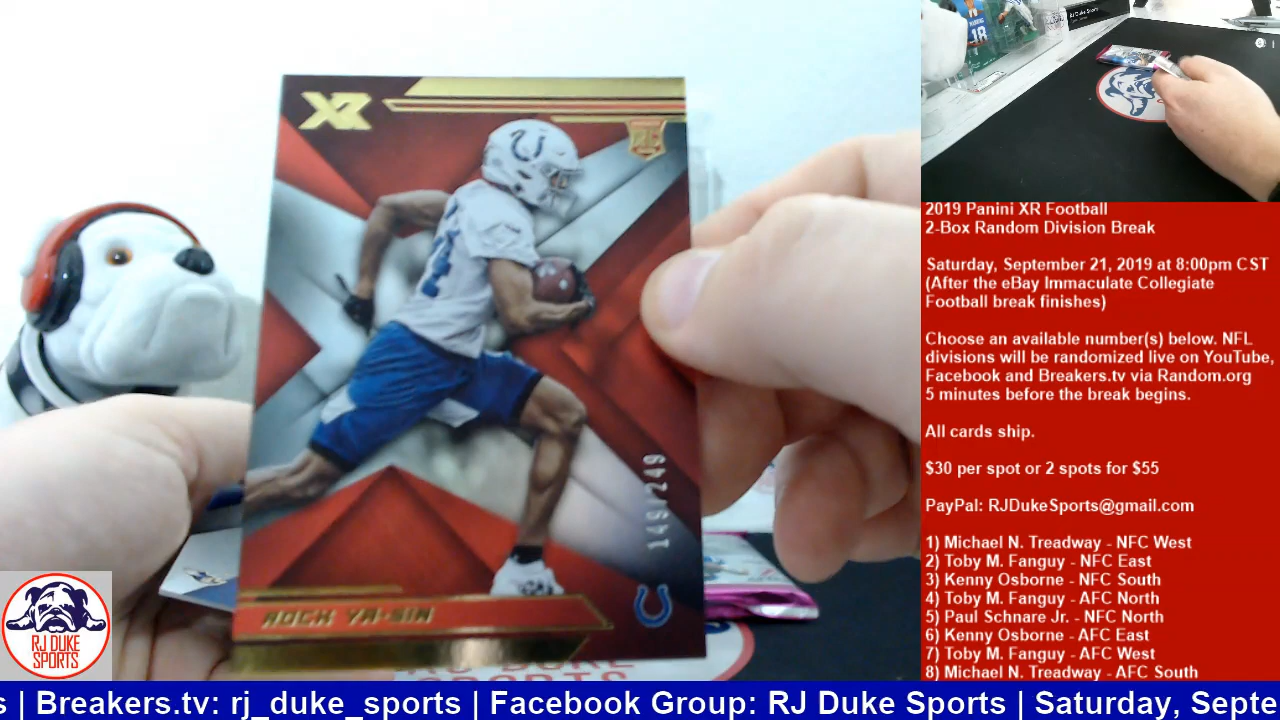 XR
RC
149/249
ROCK YA-SIN
RJ DUKE
SPORTS
18
2019 Panini XR Football
2-Box Random Division Break
Saturday, September 21, 2019 at 8:00pm CST
(After the eBay Immaculate Collegiate
Football break finishes)
Choose an available number(s) below. NFL
divisions will be randomized live on YouTube,
Facebook and Breakers.tv via Random.org
5 minutes before the break begins.
All cards ship.
$30 per spot or 2 spots for $55
PayPal: RJDukeSports@gmail.com
1) Michael N. Treadway - NFC West
2) Toby M. Fanguy - NFC East
3) Kenny Osborne - NFC South
4) Toby M. Fanguy - AFC North
5) Paul Schnare Jr. - NFC North
6) Kenny Osborne - AFC East
7) Toby M. Fanguy - AFC West
8) Michael N. Treadway - AFC South
s | Breakers.tv: rj_duke_sports | Facebook Group: RJ Duke Sports | Saturday, Septe